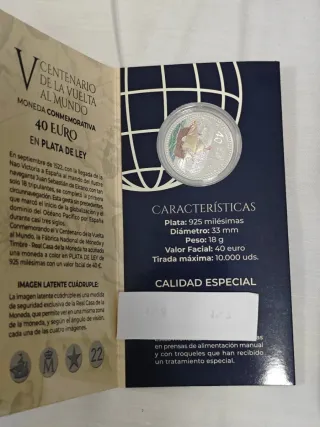 V CENTENARIO
DE LA VUELTA
AL MUNDO
MONEDA CONMEMORATIVA
40 EURO
EN PLATA DE LEY
En septiembre de 1522, con la llegada de la
Nao Victoria a España al mando del ilustre
navegante Juan Sebastián de Elcano con tan
solo 18 tripulantes, se completó la primera
circunnavegación. Esta gesta sin precedentes
que marcó el inicio de la globalización y el
dominio del Océano Pacífico por España
durante casi tres siglos.
Conmemorando el V Centenario de la Vuelta
al Mundo, la Fábrica Nacional de Moneda y
Timbre - Real Casa de la Moneda ha acuñado
una moneda a color en PLATA DE LEY de
925 milésimas con un valor facial de 40 €.
IMAGEN LATENTE CUÁDRUPLE:
La imagen latente cuádruple es una medida
de seguridad exclusiva de la Real Casa de la
Moneda, que permite ver en una misma zona
de la moneda, y según el ángulo de visión,
cada una de las cuatro imágenes.
M
22
CARACTERÍSTICAS
Plata: 925 milésimas
Diámetro: 33 mm
Peso: 18 g
Valor Facial: 40 euro
Tirada máxima: 10.000 uds.
CALIDAD ESPECIAL
en prensas de alimentación manual
y con troqueles que han recibido
un tratamiento especial.